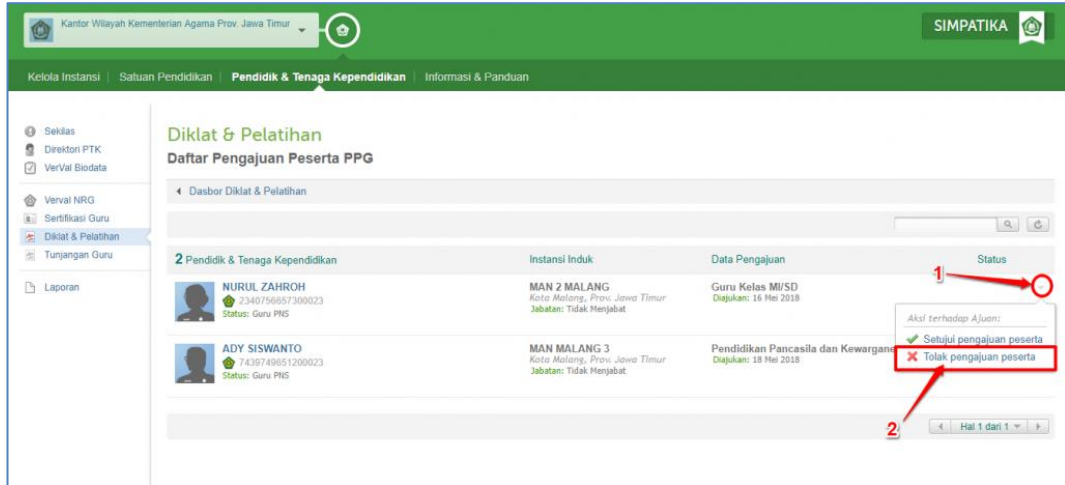 Kantor Wilayah Kementerian Agama Prov. Jawa Timur
SIMPATIKA
Kelola Instansi | Satuan Pendidikan | Pendidik & Tenaga Kependidikan | Informasi & Panduan
Sekilas
Direktori PTK
VerVal Biodata
Verval NRG
Sertifikasi Guru
Diklat & Pelatihan
Tunjangan Guru
Laporan
Diklat & Pelatihan
Daftar Pengajuan Peserta PPG
Dasbor Diklat & Pelatihan
2 Pendidik & Tenaga Kependidikan Instansi Induk Data Pengajuan Status
1
NURUL ZAHROH MAN 2 MALANG Guru Kelas MI/SD
2340756657300023 Kota Malang, Prov. Jawa Timur Diajukan: 16 Mei 2018
Status: Guru PNS Jabatan: Tidak Menjabat
Aksi terhadap Ajuan:
Setujui pengajuan peserta
Tolak pengajuan peserta
ADY SISWANTO MAN MALANG 3 Pendidikan Pancasila dan Kewargane
7439749651200023 Kota Malang, Prov. Jawa Timur Diajukan: 18 Mei 2018
Status: Guru PNS Jabatan: Tidak Menjabat
2
Hal 1 dari 1